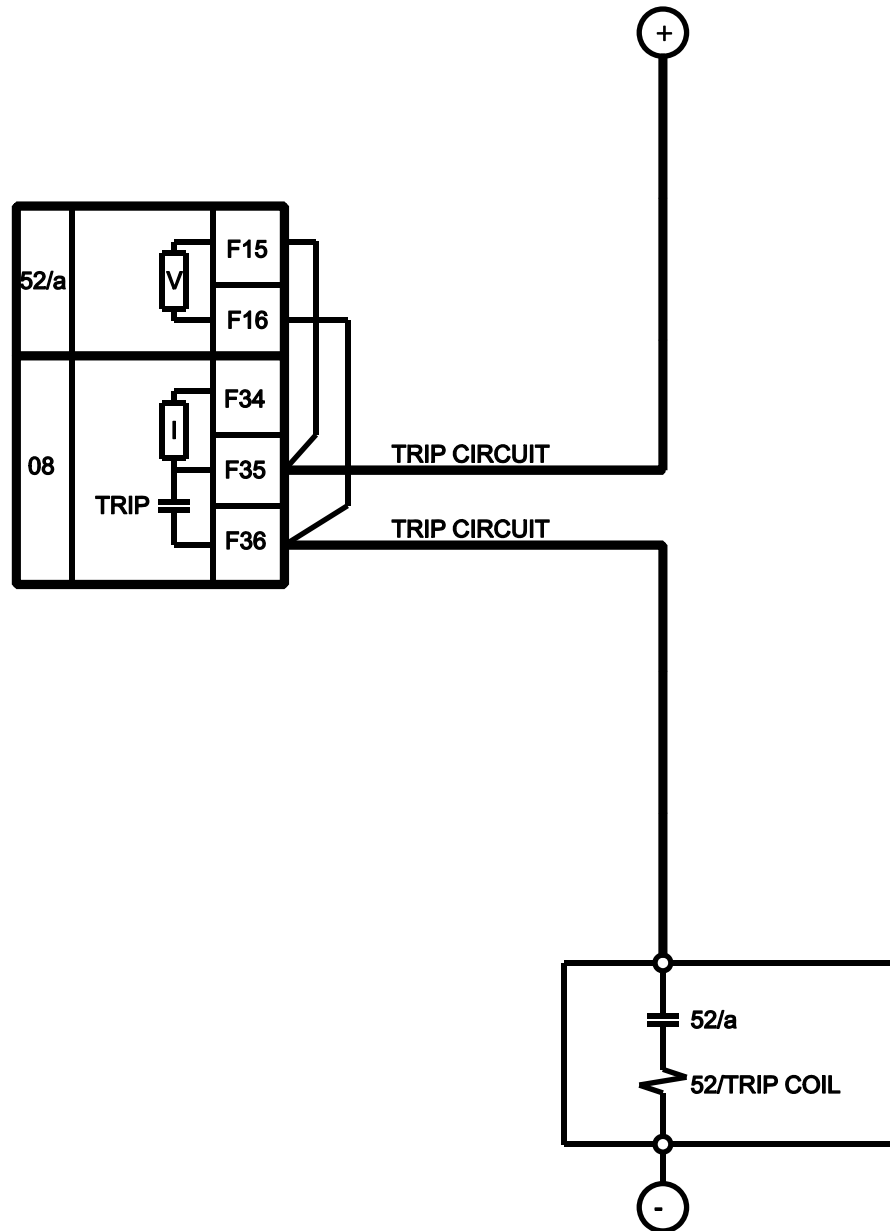 +
F15
52/a
V
F16
F34
I
08
F35
TRIP CIRCUIT
TRIP
F36
TRIP CIRCUIT
52/a
52/TRIP COIL
-